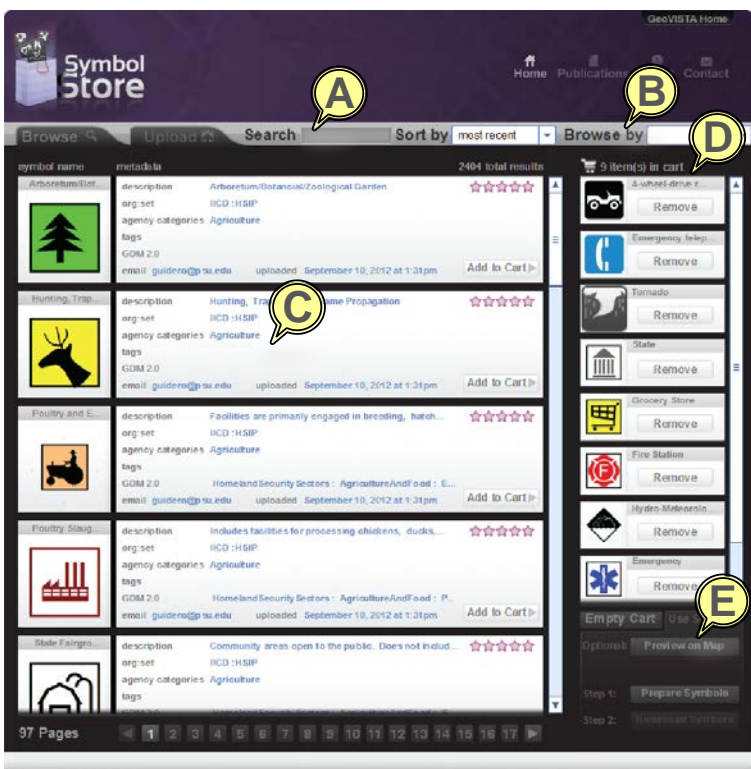 GeoVISTA Home
Symbol
Store
Home Publications Contact
A
B
Browse Upload Search Sort by most recent Browse by
D
symbol name metadata 2404 total results 9 item(s) in cart
Arboretum/Bot...
description Arboretum/Botanical/Zoological Garden
org:set IICD :HSIP
agency categories Agriculture
tags
GDM 2.0
email guidero@psu.edu uploaded September 10, 2012 at 1:31pm Add to Cart
Hunting, Trap...
description Hunting, ame Propagation
C
org:set IICD :HSIP
agency categories Agriculture
tags
GDM 2.0
email guidero@psu.edu uploaded September 10, 2012 at 1:31pm Add to Cart
Poultry and E...
description Facilities are primarily engaged in breeding, hatch...
org:set IICD :HSIP
agency categories Agriculture
tags
GDM 2.0 HomelandSecurity Sectors : AgricultureAndFood : E...
email guidero@psu.edu uploaded September 10, 2012 at 1:31pm Add to Cart
Poultry Slaug...
description Includes facilities for processing chickens, ducks,...
org:set IICD :HSIP
agency categories Agriculture
tags
GDM 2.0 HomelandSecurity Sectors : AgricultureAndFood : P...
email guidero@psu.edu uploaded September 10, 2012 at 1:31pm Add to Cart
State Fairgro...
description Community areas open to the public. Does not includ...
org:set IICD :HSIP
agency categories Agriculture
tags
4-wheel-drive r...
Remove
Emergency Telep...
Remove
Tornado
Remove
State
Remove
Grocery Store
Remove
Fire Station
F
Remove
Hydro-Meteorolo...
Remove
Emergency
Remove
E
Empty Cart
Optional: Preview on Map
Step 1: Prepare Symbols
Step 2: Download Symbols
97 Pages 1 2 3 4 5 6 7 8 9 10 11 12 13 14 15 16 17